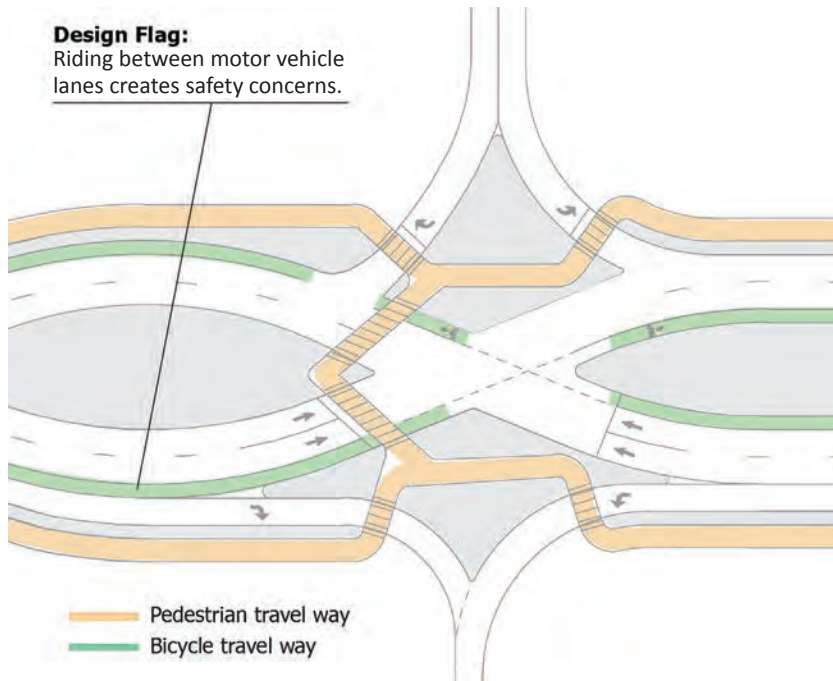 Design Flag:
Riding between motor vehicle
lanes creates safety concerns.
Pedestrian travel way
Bicycle travel way